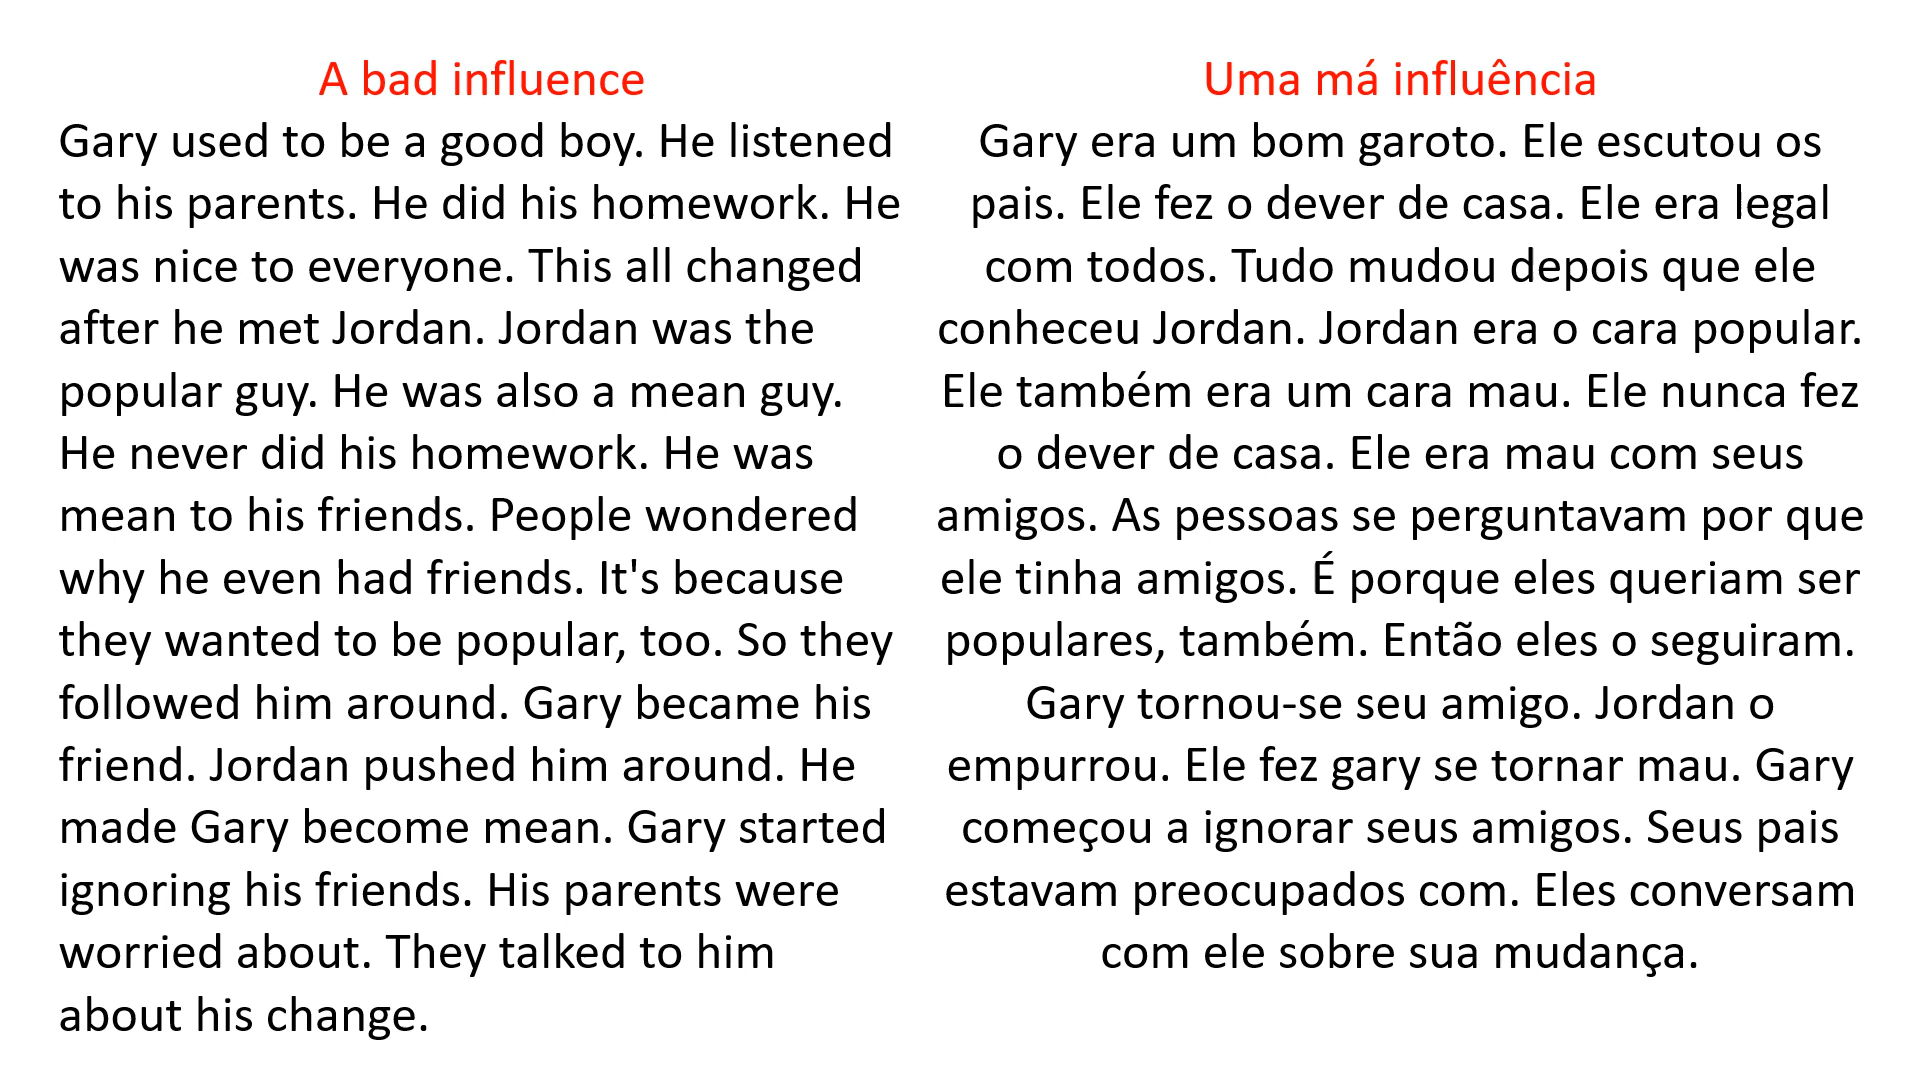 A bad influence
Gary used to be a good boy. He listened
to his parents. He did his homework. He
was nice to everyone. This all changed
after he met Jordan. Jordan was the
popular guy. He was also a mean guy.
He never did his homework. He was
mean to his friends. People wondered
why he even had friends. It's because
they wanted to be popular, too. So they
followed him around. Gary became his
friend. Jordan pushed him around. He
made Gary become mean. Gary started
ignoring his friends. His parents were
worried about. They talked to him
about his change.
Uma má influência
Gary era um bom garoto. Ele escutou os
pais. Ele fez o dever de casa. Ele era legal
com todos. Tudo mudou depois que ele
conheceu Jordan. Jordan era o cara popular.
Ele também era um cara mau. Ele nunca fez
o dever de casa. Ele era mau com seus
amigos. As pessoas se perguntavam por que
ele tinha amigos. É porque eles queriam ser
populares, também. Então eles o seguiram.
Gary tornou-se seu amigo. Jordan o
empurrou. Ele fez gary se tornar mau. Gary
começou a ignorar seus amigos. Seus pais
estavam preocupados com. Eles conversam
com ele sobre sua mudança.